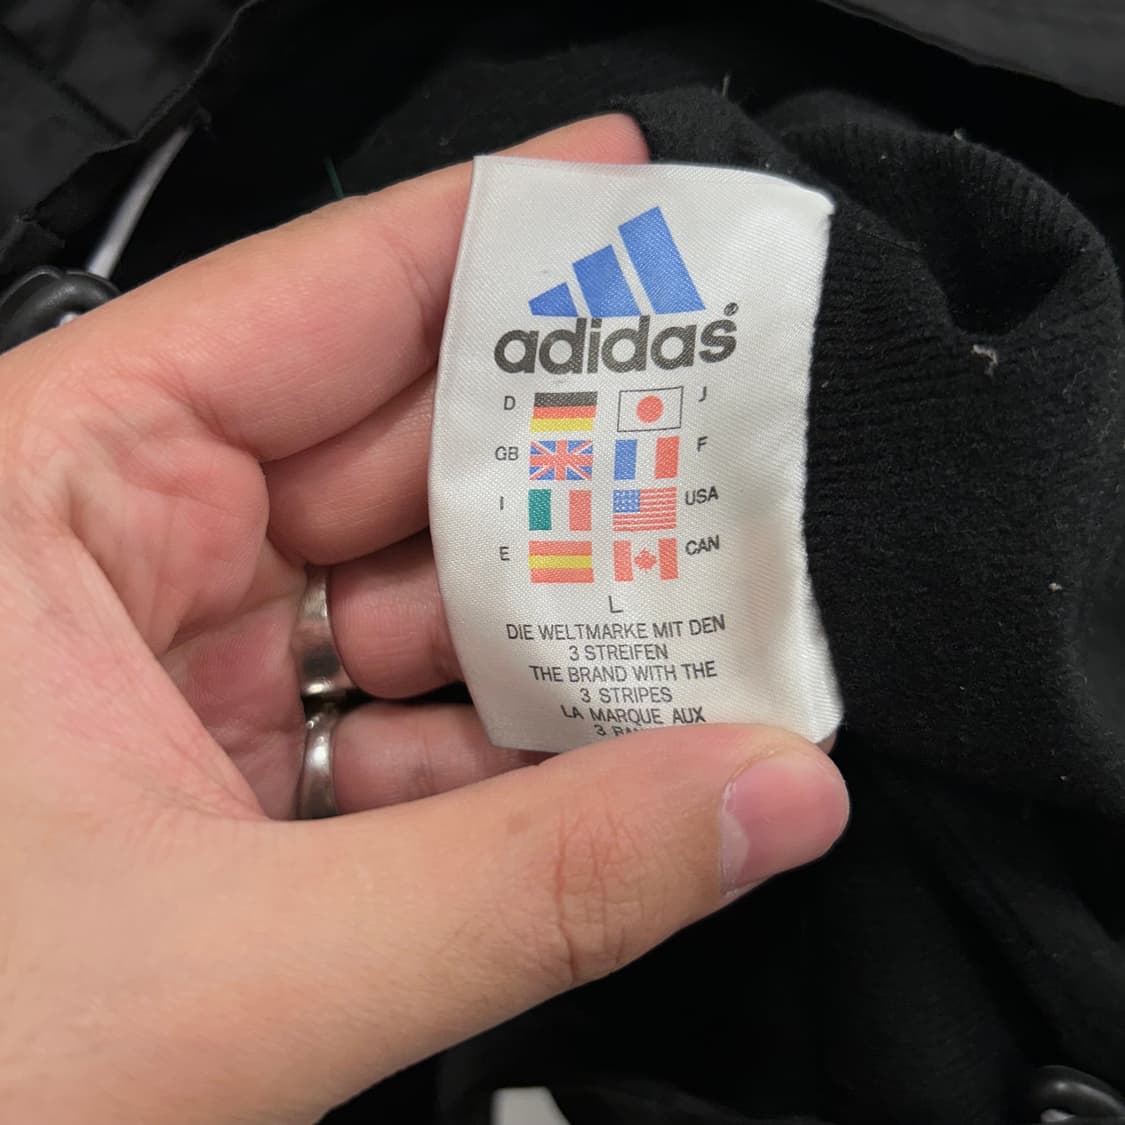 adidas®
D J
GB F
I USA
E CAN
L
DIE WELTMARKE MIT DEN
3 STREIFEN
THE BRAND WITH THE
3 STRIPES
LA MARQUE AUX
3